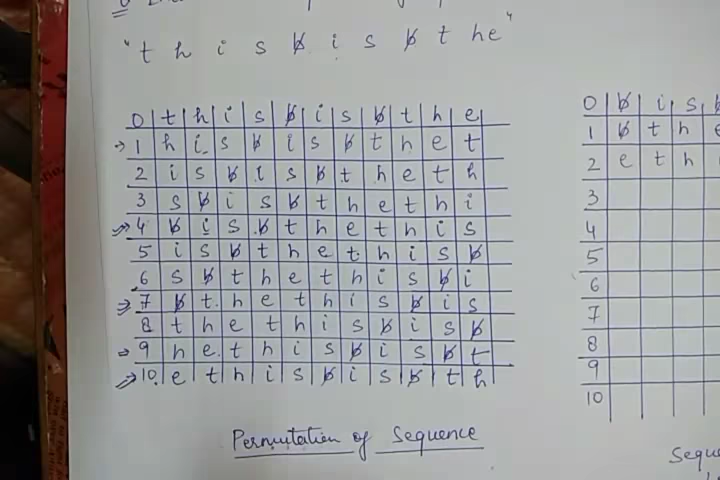 "t h i s b̸ i s b̸ t h e"
0 t h i s b̸ i s b̸ t h e
1 h i s b̸ i s b̸ t h e t
2 i s b̸ i s b̸ t h e t h
3 s b̸ i s b̸ t h e t h i
4 b̸ i s b̸ t h e t h i s
5 i s b̸ t h e t h i s b̸
6 s b̸ t h e t h i s b̸ i
7 b̸ t h e t h i s b̸ i s
8 t h e t h i s b̸ i s b̸
9 h e t h i s b̸ i s b̸ t
10 e t h i s b̸ i s b̸ t h
Permutation of Sequence
0 b̸ i s
1 b̸ t h e
2 e t h i
3
4
5
6
7
8
9
10